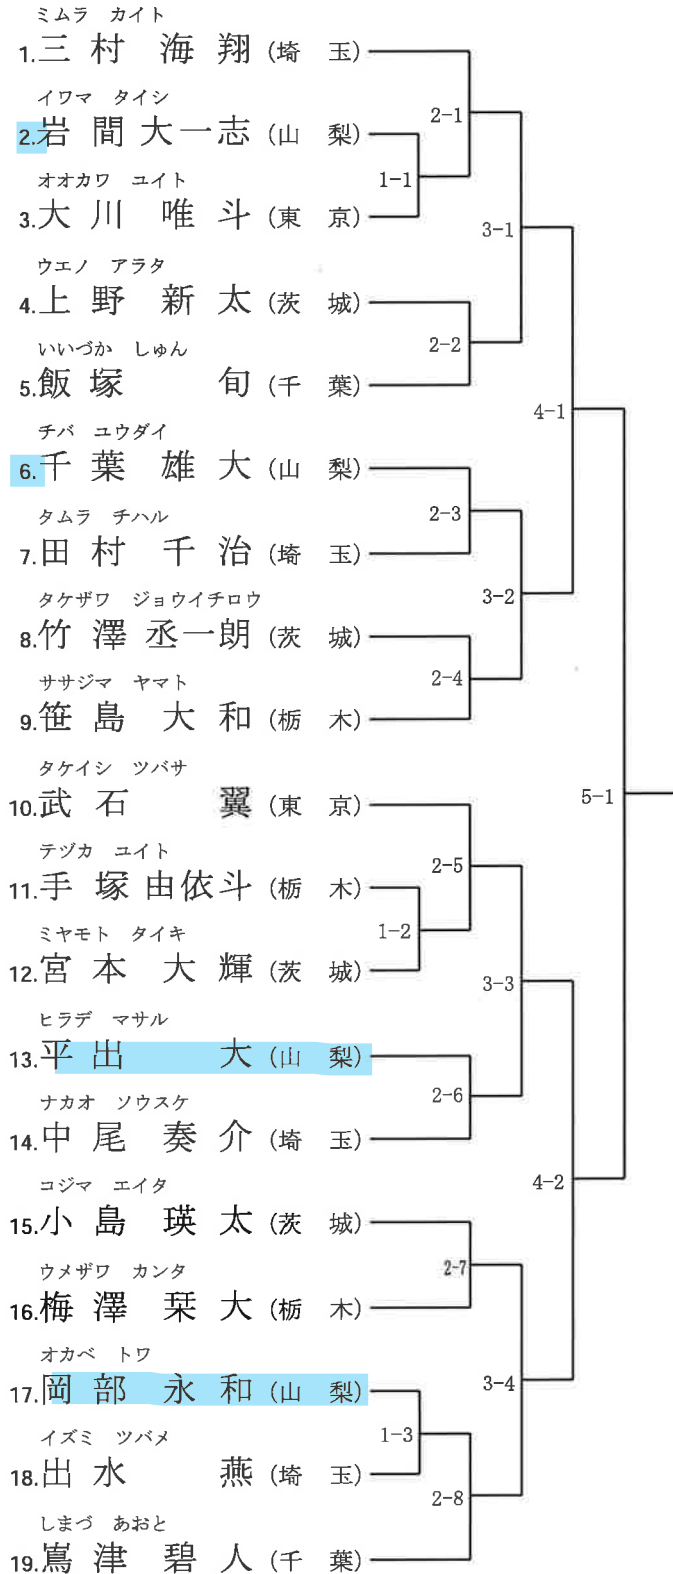 ミムラ カイト
1.三村 海翔(埼玉)
イワマ タイシ
2.岩間大一志(山梨)
オオカワ ユイト
3.大川 唯斗(東京)
ウエノ アラタ
4.上野 新太(茨城)
いいづか しゅん
5.飯塚 旬(千葉)
チバ ユウダイ
6.千葉 雄大(山梨)
タムラ チハル
7.田村 千治(埼玉)
タケザワ ジョウイチロウ
8.竹澤丞一朗(茨城)
ササジマ ヤマト
9.笹島 大和(栃木)
タケイシ ツバサ
10.武石 翼(東京)
テヅカ ユイト
11.手塚由依斗(栃木)
ミヤモト タイキ
12.宮本 大輝(茨城)
ヒラデ マサル
13.平出 大(山梨)
ナカオ ソウスケ
14.中尾 奏介(埼玉)
コジマ エイタ
15.小島 瑛太(茨城)
ウメザワ カンタ
16.梅澤 栞大(栃木)
オカベ トワ
17.岡部 永和(山梨)
イズミ ツバメ
18.出水 燕(埼玉)
しまづ あおと
19.嶌津 碧人(千葉)
1-1
1-2
1-3
2-1
2-2
2-3
2-4
2-5
2-6
2-7
2-8
3-1
3-2
3-3
3-4
4-1
4-2
5-1